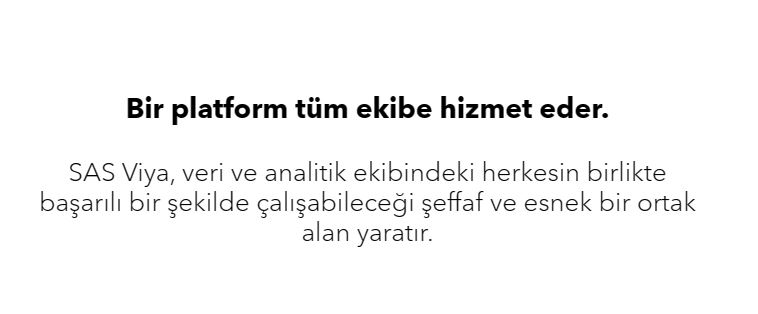 Bir platform tüm ekibe hizmet eder.
SAS Viya, veri ve analitik ekibindeki herkesin birlikte
başarılı bir şekilde çalışabileceği şeffaf ve esnek bir ortak
alan yaratır.